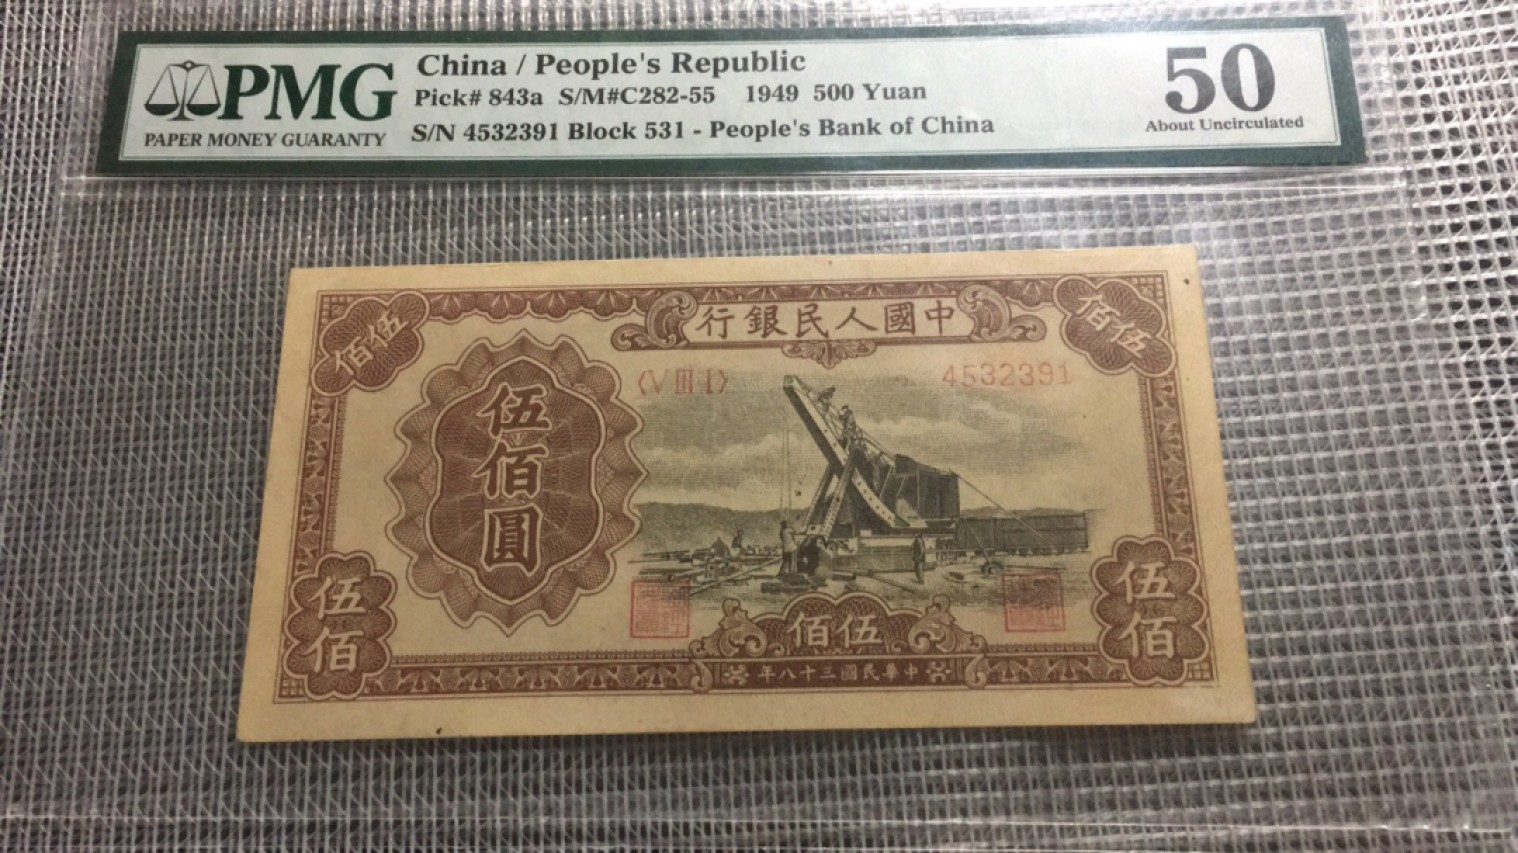 PMG
PAPER MONEY GUARANTY
China / People's Republic
Pick# 843a S/M#C282-55 1949 500 Yuan
S/N 4532391 Block 531 - People's Bank of China
50
About Uncirculated
行銀民人國中
佰伍
佰伍
〈V III I〉
4532391
伍佰圓
伍佰
佰伍
伍佰
年八十三國民華中